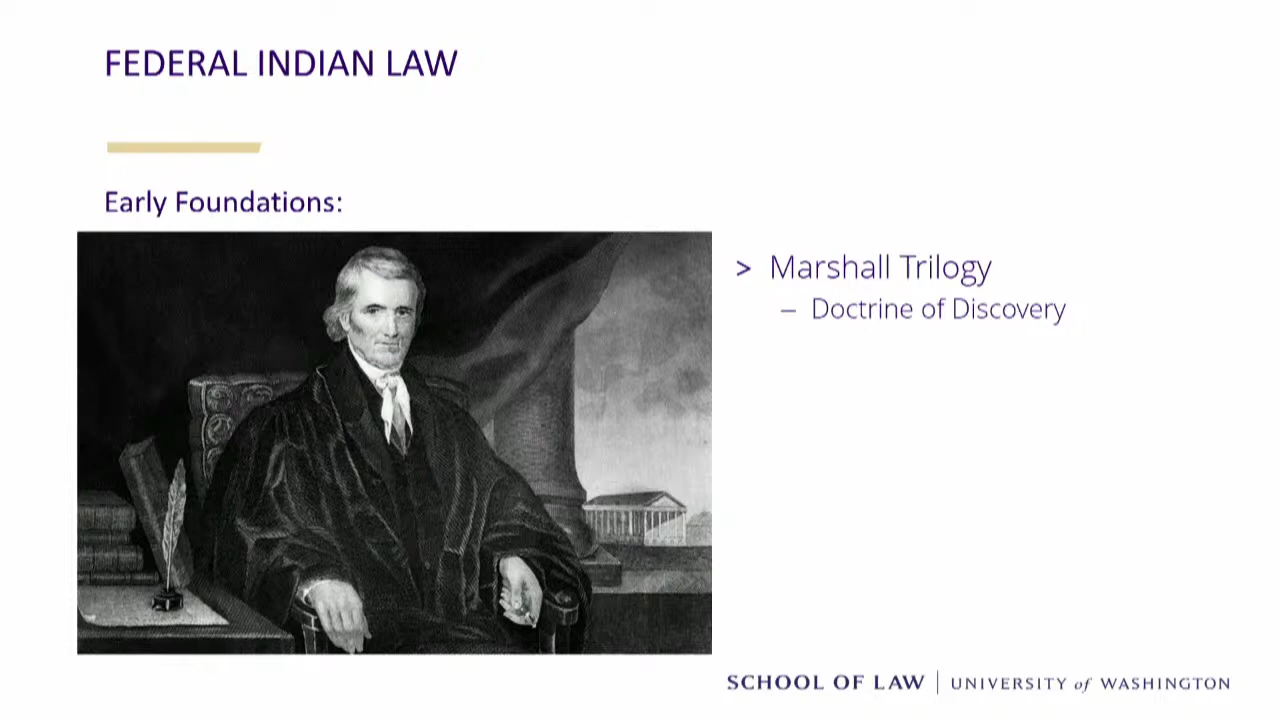 FEDERAL INDIAN LAW
Early Foundations:
> Marshall Trilogy
– Doctrine of Discovery
SCHOOL OF LAW | UNIVERSITY of WASHINGTON